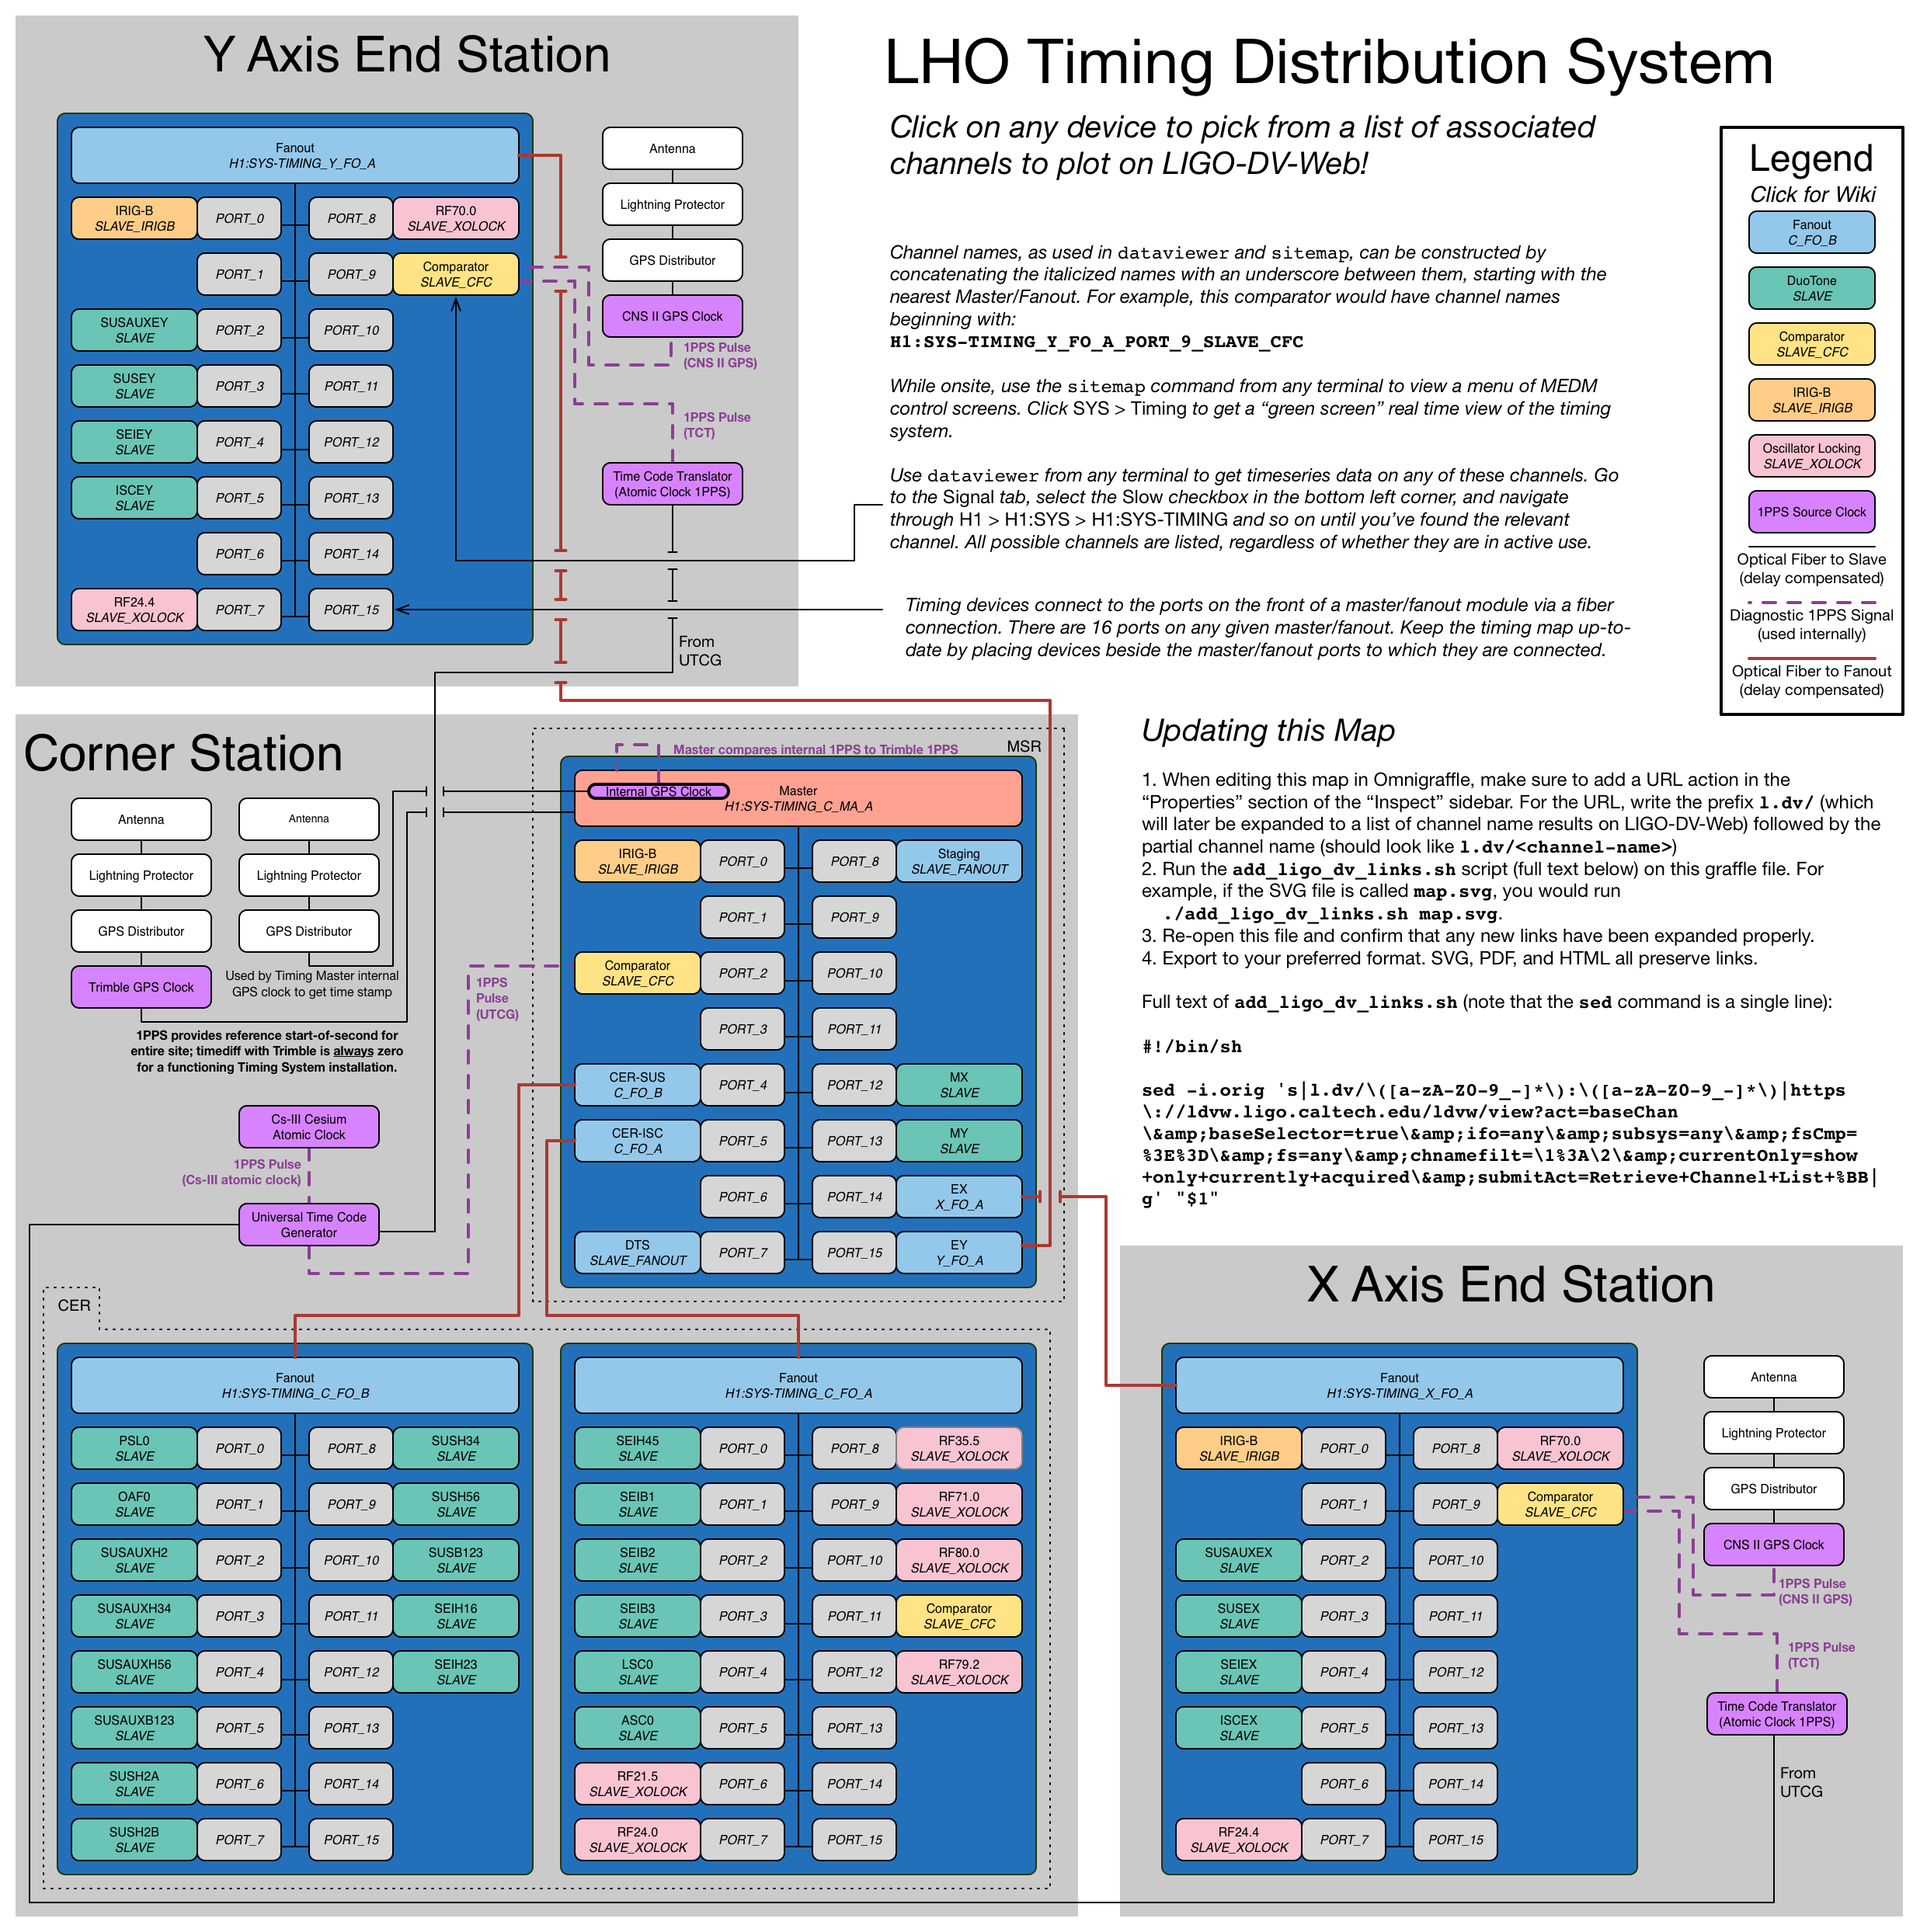 Y Axis End Station
Fanout
H1:SYS-TIMING_Y_FO_A
IRIG-B
SLAVE_IRIGB
PORT_0
PORT_8
RF70.0
SLAVE_XOLOCK
PORT_1
PORT_9
Comparator
SLAVE_CFC
SUSAUXEY
SLAVE
PORT_2
PORT_10
SUSEY
SLAVE
PORT_3
PORT_11
SEIEY
SLAVE
PORT_4
PORT_12
ISCEY
SLAVE
PORT_5
PORT_13
PORT_6
PORT_14
RF24.4
SLAVE_XOLOCK
PORT_7
PORT_15
Antenna
Lightning Protector
GPS Distributor
CNS II GPS Clock
1PPS Pulse
(CNS II GPS)
1PPS Pulse
(TCT)
Time Code Translator
(Atomic Clock 1PPS)
From
UTCG
LHO Timing Distribution System
Click on any device to pick from a list of associated
channels to plot on LIGO-DV-Web!
Channel names, as used in dataviewer and sitemap, can be constructed by
concatenating the italicized names with an underscore between them, starting with the
nearest Master/Fanout. For example, this comparator would have channel names
beginning with:
H1:SYS-TIMING_Y_FO_A_PORT_9_SLAVE_CFC
While onsite, use the sitemap command from any terminal to view a menu of MEDM
control screens. Click SYS > Timing to get a “green screen” real time view of the timing
system.
Use dataviewer from any terminal to get timeseries data on any of these channels. Go
to the Signal tab, select the Slow checkbox in the bottom left corner, and navigate
through H1 > H1:SYS > H1:SYS-TIMING and so on until you’ve found the relevant
channel. All possible channels are listed, regardless of whether they are in active use.
Timing devices connect to the ports on the front of a master/fanout module via a fiber
connection. There are 16 ports on any given master/fanout. Keep the timing map up-to-
date by placing devices beside the master/fanout ports to which they are connected.
Legend
Click for Wiki
Fanout
C_FO_B
DuoTone
SLAVE
Comparator
SLAVE_CFC
IRIG-B
SLAVE_IRIGB
Oscillator Locking
SLAVE_XOLOCK
1PPS Source Clock
Optical Fiber to Slave
(delay compensated)
Diagnostic 1PPS Signal
(used internally)
Optical Fiber to Fanout
(delay compensated)
Corner Station
Antenna
Lightning Protector
GPS Distributor
Trimble GPS Clock
Antenna
Lightning Protector
GPS Distributor
Used by Timing Master internal
GPS clock to get time stamp
1PPS provides reference start-of-second for
entire site; timediff with Trimble is always zero
for a functioning Timing System installation.
Cs-III Cesium
Atomic Clock
1PPS Pulse
(Cs-III atomic clock)
Universal Time Code
Generator
1PPS
Pulse
(UTCG)
MSR
Master compares internal 1PPS to Trimble 1PPS
Internal GPS Clock
Master
H1:SYS-TIMING_C_MA_A
IRIG-B
SLAVE_IRIGB
PORT_0
PORT_8
Staging
SLAVE_FANOUT
PORT_1
PORT_9
Comparator
SLAVE_CFC
PORT_2
PORT_10
PORT_3
PORT_11
CER-SUS
C_FO_B
PORT_4
PORT_12
MX
SLAVE
CER-ISC
C_FO_A
PORT_5
PORT_13
MY
SLAVE
PORT_6
PORT_14
EX
X_FO_A
DTS
SLAVE_FANOUT
PORT_7
PORT_15
EY
Y_FO_A
Updating this Map
1. When editing this map in Omnigraffle, make sure to add a URL action in the
“Properties” section of the “Inspect” sidebar. For the URL, write the prefix l.dv/ (which
will later be expanded to a list of channel name results on LIGO-DV-Web) followed by the
partial channel name (should look like l.dv/<channel-name>)
2. Run the add_ligo_dv_links.sh script (full text below) on this graffle file. For
example, if the SVG file is called map.svg, you would run
./add_ligo_dv_links.sh map.svg.
3. Re-open this file and confirm that any new links have been expanded properly.
4. Export to your preferred format. SVG, PDF, and HTML all preserve links.
Full text of add_ligo_dv_links.sh (note that the sed command is a single line):
#!/bin/sh
sed -i.orig 's|l.dv/\([a-zA-Z0-9_-]*\):\([a-zA-Z0-9_-]*\)|https
\://ldvw.ligo.caltech.edu/ldvw/view?act=baseChan
\&amp;baseSelector=true\&amp;ifo=any\&amp;subsys=any\&amp;fsCmp=
%3E%3D\&amp;fs=any\&amp;chnamefilt=\1%3A\2\&amp;currentOnly=show
+only+currently+acquired\&amp;submitAct=Retrieve+Channel+List+%BB|
g' "$1"
CER
Fanout
H1:SYS-TIMING_C_FO_B
PSL0
SLAVE
PORT_0
PORT_8
SUSH34
SLAVE
OAF0
SLAVE
PORT_1
PORT_9
SUSH56
SLAVE
SUSAUXH2
SLAVE
PORT_2
PORT_10
SUSB123
SLAVE
SUSAUXH34
SLAVE
PORT_3
PORT_11
SEIH16
SLAVE
SUSAUXH56
SLAVE
PORT_4
PORT_12
SEIH23
SLAVE
SUSAUXB123
SLAVE
PORT_5
PORT_13
SUSH2A
SLAVE
PORT_6
PORT_14
SUSH2B
SLAVE
PORT_7
PORT_15
Fanout
H1:SYS-TIMING_C_FO_A
SEIH45
SLAVE
PORT_0
PORT_8
RF35.5
SLAVE_XOLOCK
SEIB1
SLAVE
PORT_1
PORT_9
RF71.0
SLAVE_XOLOCK
SEIB2
SLAVE
PORT_2
PORT_10
RF80.0
SLAVE_XOLOCK
SEIB3
SLAVE
PORT_3
PORT_11
Comparator
SLAVE_CFC
LSC0
SLAVE
PORT_4
PORT_12
RF79.2
SLAVE_XOLOCK
ASC0
SLAVE
PORT_5
PORT_13
RF21.5
SLAVE_XOLOCK
PORT_6
PORT_14
RF24.0
SLAVE_XOLOCK
PORT_7
PORT_15
X Axis End Station
Fanout
H1:SYS-TIMING_X_FO_A
IRIG-B
SLAVE_IRIGB
PORT_0
PORT_8
RF70.0
SLAVE_XOLOCK
PORT_1
PORT_9
Comparator
SLAVE_CFC
SUSAUXEX
SLAVE
PORT_2
PORT_10
SUSEX
SLAVE
PORT_3
PORT_11
SEIEX
SLAVE
PORT_4
PORT_12
ISCEX
SLAVE
PORT_5
PORT_13
PORT_6
PORT_14
RF24.4
SLAVE_XOLOCK
PORT_7
PORT_15
Antenna
Lightning Protector
GPS Distributor
CNS II GPS Clock
1PPS Pulse
(CNS II GPS)
1PPS Pulse
(TCT)
Time Code Translator
(Atomic Clock 1PPS)
From
UTCG